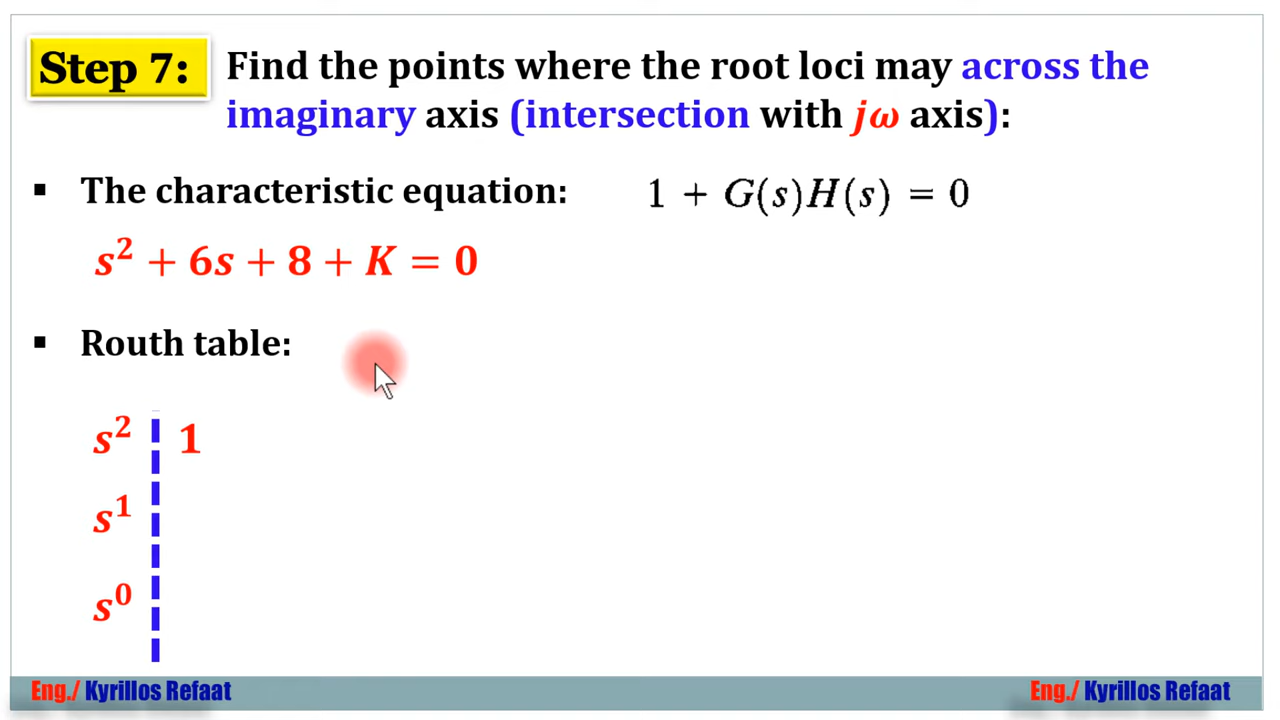 Step 7: Find the points where the root loci may across the
imaginary axis (intersection with jω axis):
▪ The characteristic equation: 1 + G(s)H(s) = 0
s² + 6s + 8 + K = 0
▪ Routh table:
s² 1
s¹
s⁰
Eng./ Kyrillos Refaat Eng./ Kyrillos Refaat